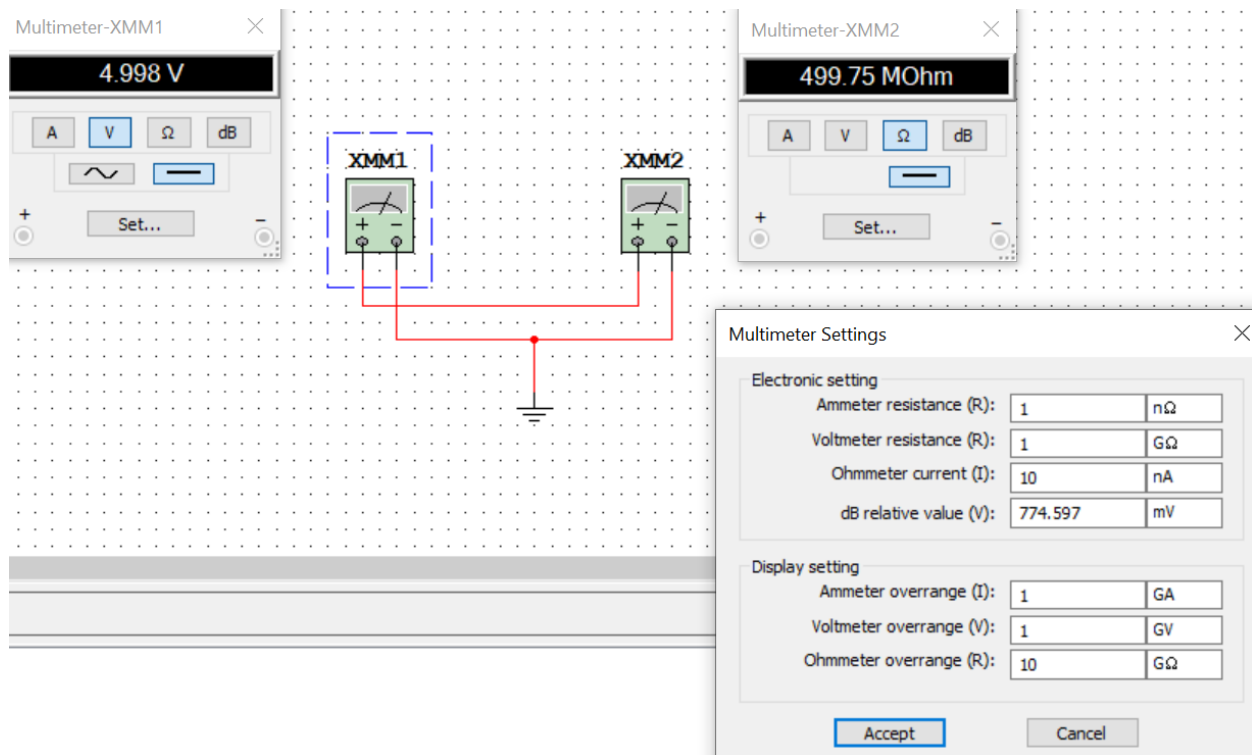 Multimeter-XMM1
4.998 V
A V Ω dB
+ Set... −
XMM1
+ −
XMM2
+ −
Multimeter-XMM2
499.75 MOhm
A V Ω dB
+ Set... −
Multimeter Settings
Electronic setting
Ammeter resistance (R): 1 nΩ
Voltmeter resistance (R): 1 GΩ
Ohmmeter current (I): 10 nA
dB relative value (V): 774.597 mV
Display setting
Ammeter overrange (I): 1 GA
Voltmeter overrange (V): 1 GV
Ohmmeter overrange (R): 10 GΩ
Accept Cancel